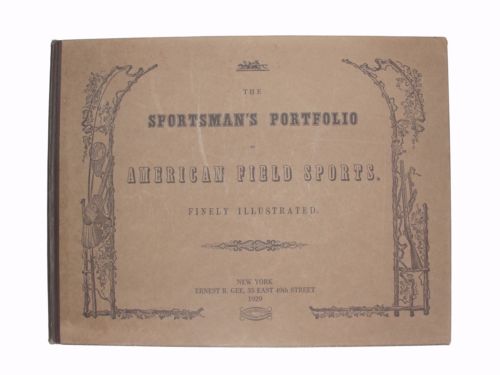 THE
SPORTSMAN'S PORTFOLIO
OF
AMERICAN FIELD SPORTS.
FINELY ILLUSTRATED.
NEW YORK
ERNEST R. GEE, 35 EAST 49th STREET
1929